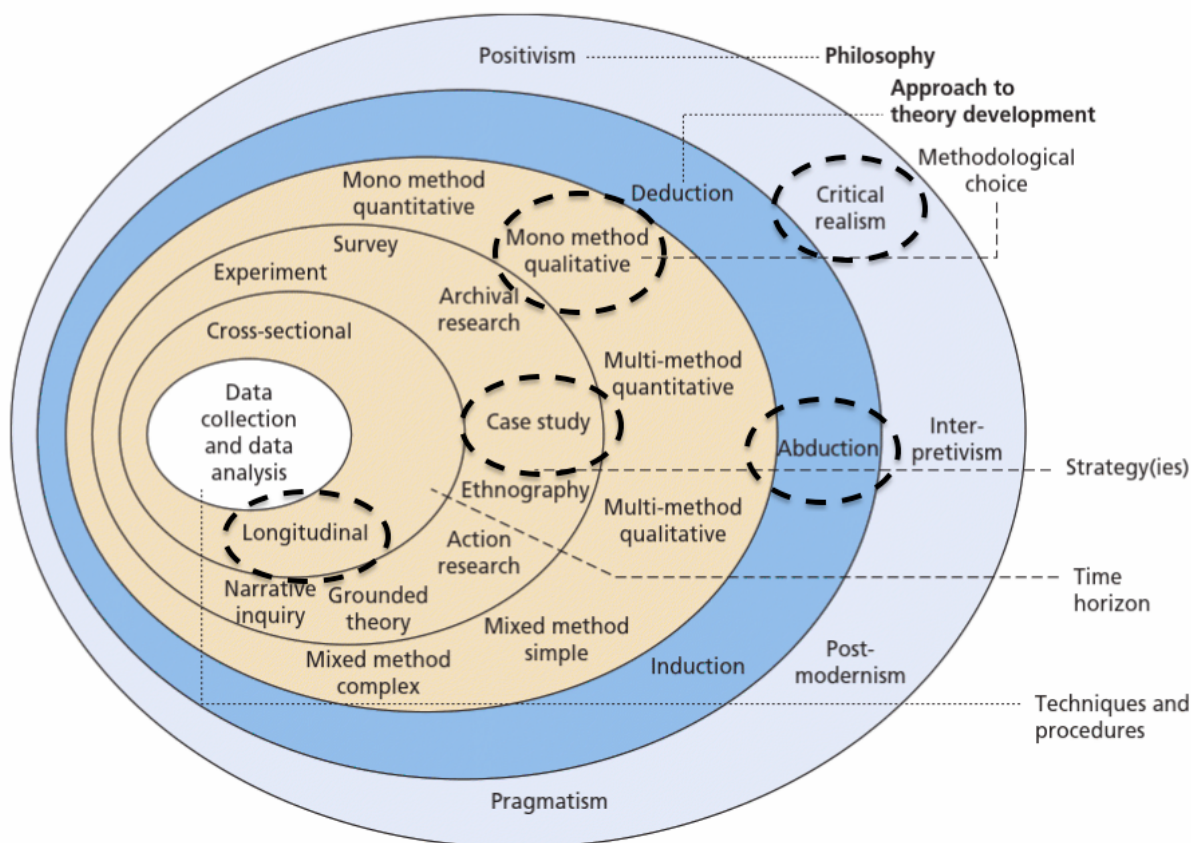 Positivism
Philosophy
Approach to
theory development
Methodological
choice
Mono method
quantitative
Deduction
Critical
realism
Survey
Mono method
qualitative
Experiment
Archival
research
Cross-sectional
Multi-method
quantitative
Data
collection
and data
analysis
Case study
Abduction
Inter-
pretivism
Strategy(ies)
Ethnography
Multi-method
qualitative
Longitudinal
Action
research
Time
horizon
Narrative
inquiry
Grounded
theory
Mixed method
simple
Mixed method
complex
Induction
Post-
modernism
Techniques and
procedures
Pragmatism